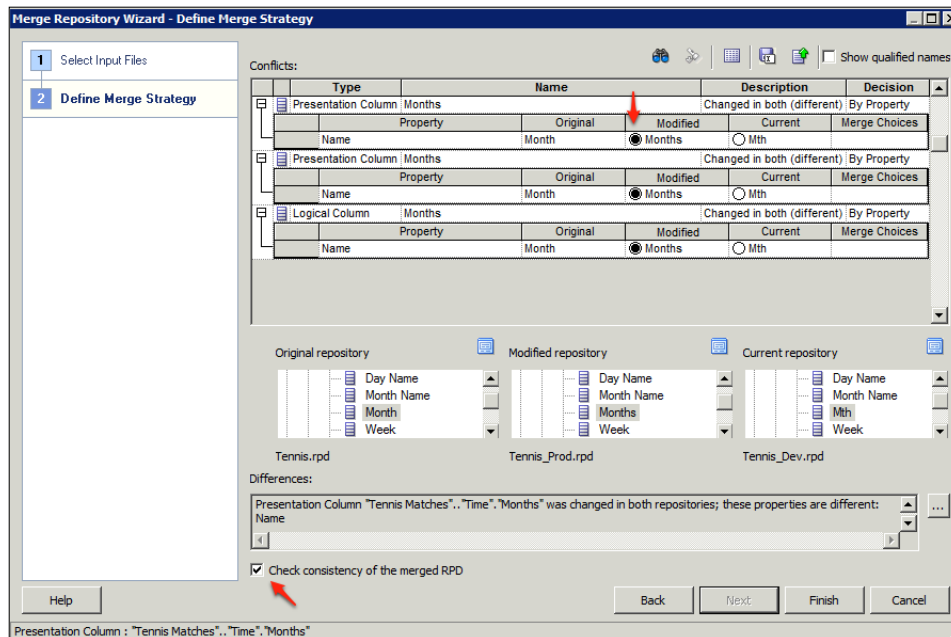 Merge Repository Wizard - Define Merge Strategy
1 Select Input Files
2 Define Merge Strategy
Conflicts:
Show qualified names
Type Name Description Decision
Presentation Column Months Changed in both (different) By Property
Property Original Modified Current Merge Choices
Name Month Months Mth
Presentation Column Months Changed in both (different) By Property
Property Original Modified Current Merge Choices
Name Month Months Mth
Logical Column Months Changed in both (different) By Property
Property Original Modified Current Merge Choices
Name Month Months Mth
Original repository Modified repository Current repository
Day Name Day Name Day Name
Month Name Month Name Month Name
Month Months Mth
Week Week Week
Tennis.rpd Tennis_Prod.rpd Tennis_Dev.rpd
Differences:
Presentation Column "Tennis Matches".."Time"."Months" was changed in both repositories; these properties are different:
Name
...
Check consistency of the merged RPD
Help Back Next Finish Cancel
Presentation Column : "Tennis Matches".."Time"."Months"